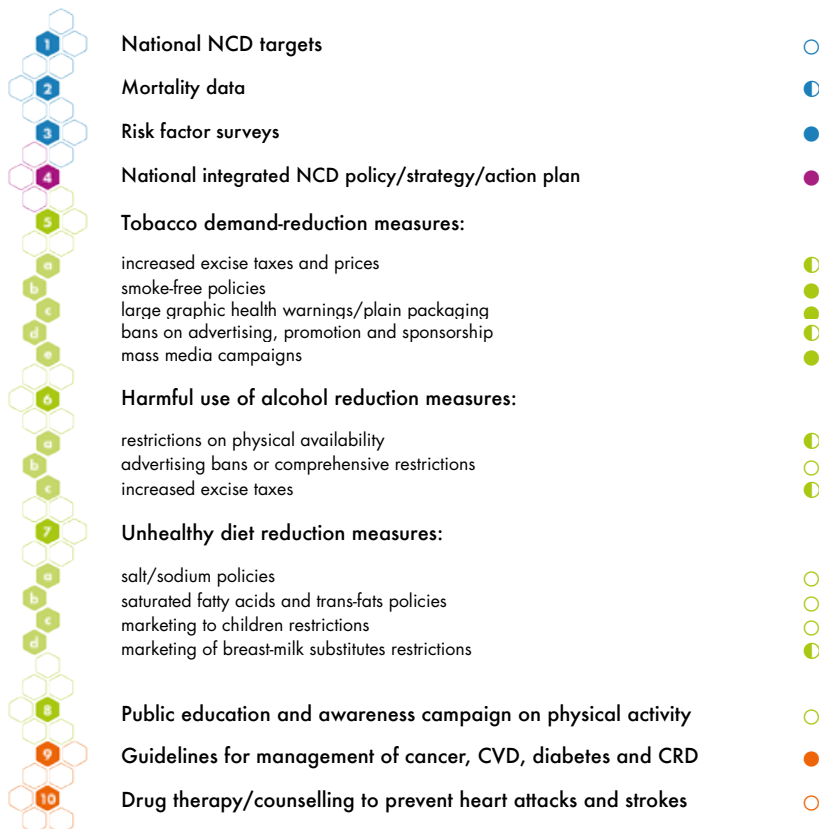 1 National NCD targets
2 Mortality data
3 Risk factor surveys
4 National integrated NCD policy/strategy/action plan
5 Tobacco demand-reduction measures:
a increased excise taxes and prices
b smoke-free policies
c large graphic health warnings/plain packaging
d bans on advertising, promotion and sponsorship
e mass media campaigns
6 Harmful use of alcohol reduction measures:
a restrictions on physical availability
b advertising bans or comprehensive restrictions
c increased excise taxes
7 Unhealthy diet reduction measures:
a salt/sodium policies
b saturated fatty acids and trans-fats policies
c marketing to children restrictions
d marketing of breast-milk substitutes restrictions
8 Public education and awareness campaign on physical activity
9 Guidelines for management of cancer, CVD, diabetes and CRD
10 Drug therapy/counselling to prevent heart attacks and strokes